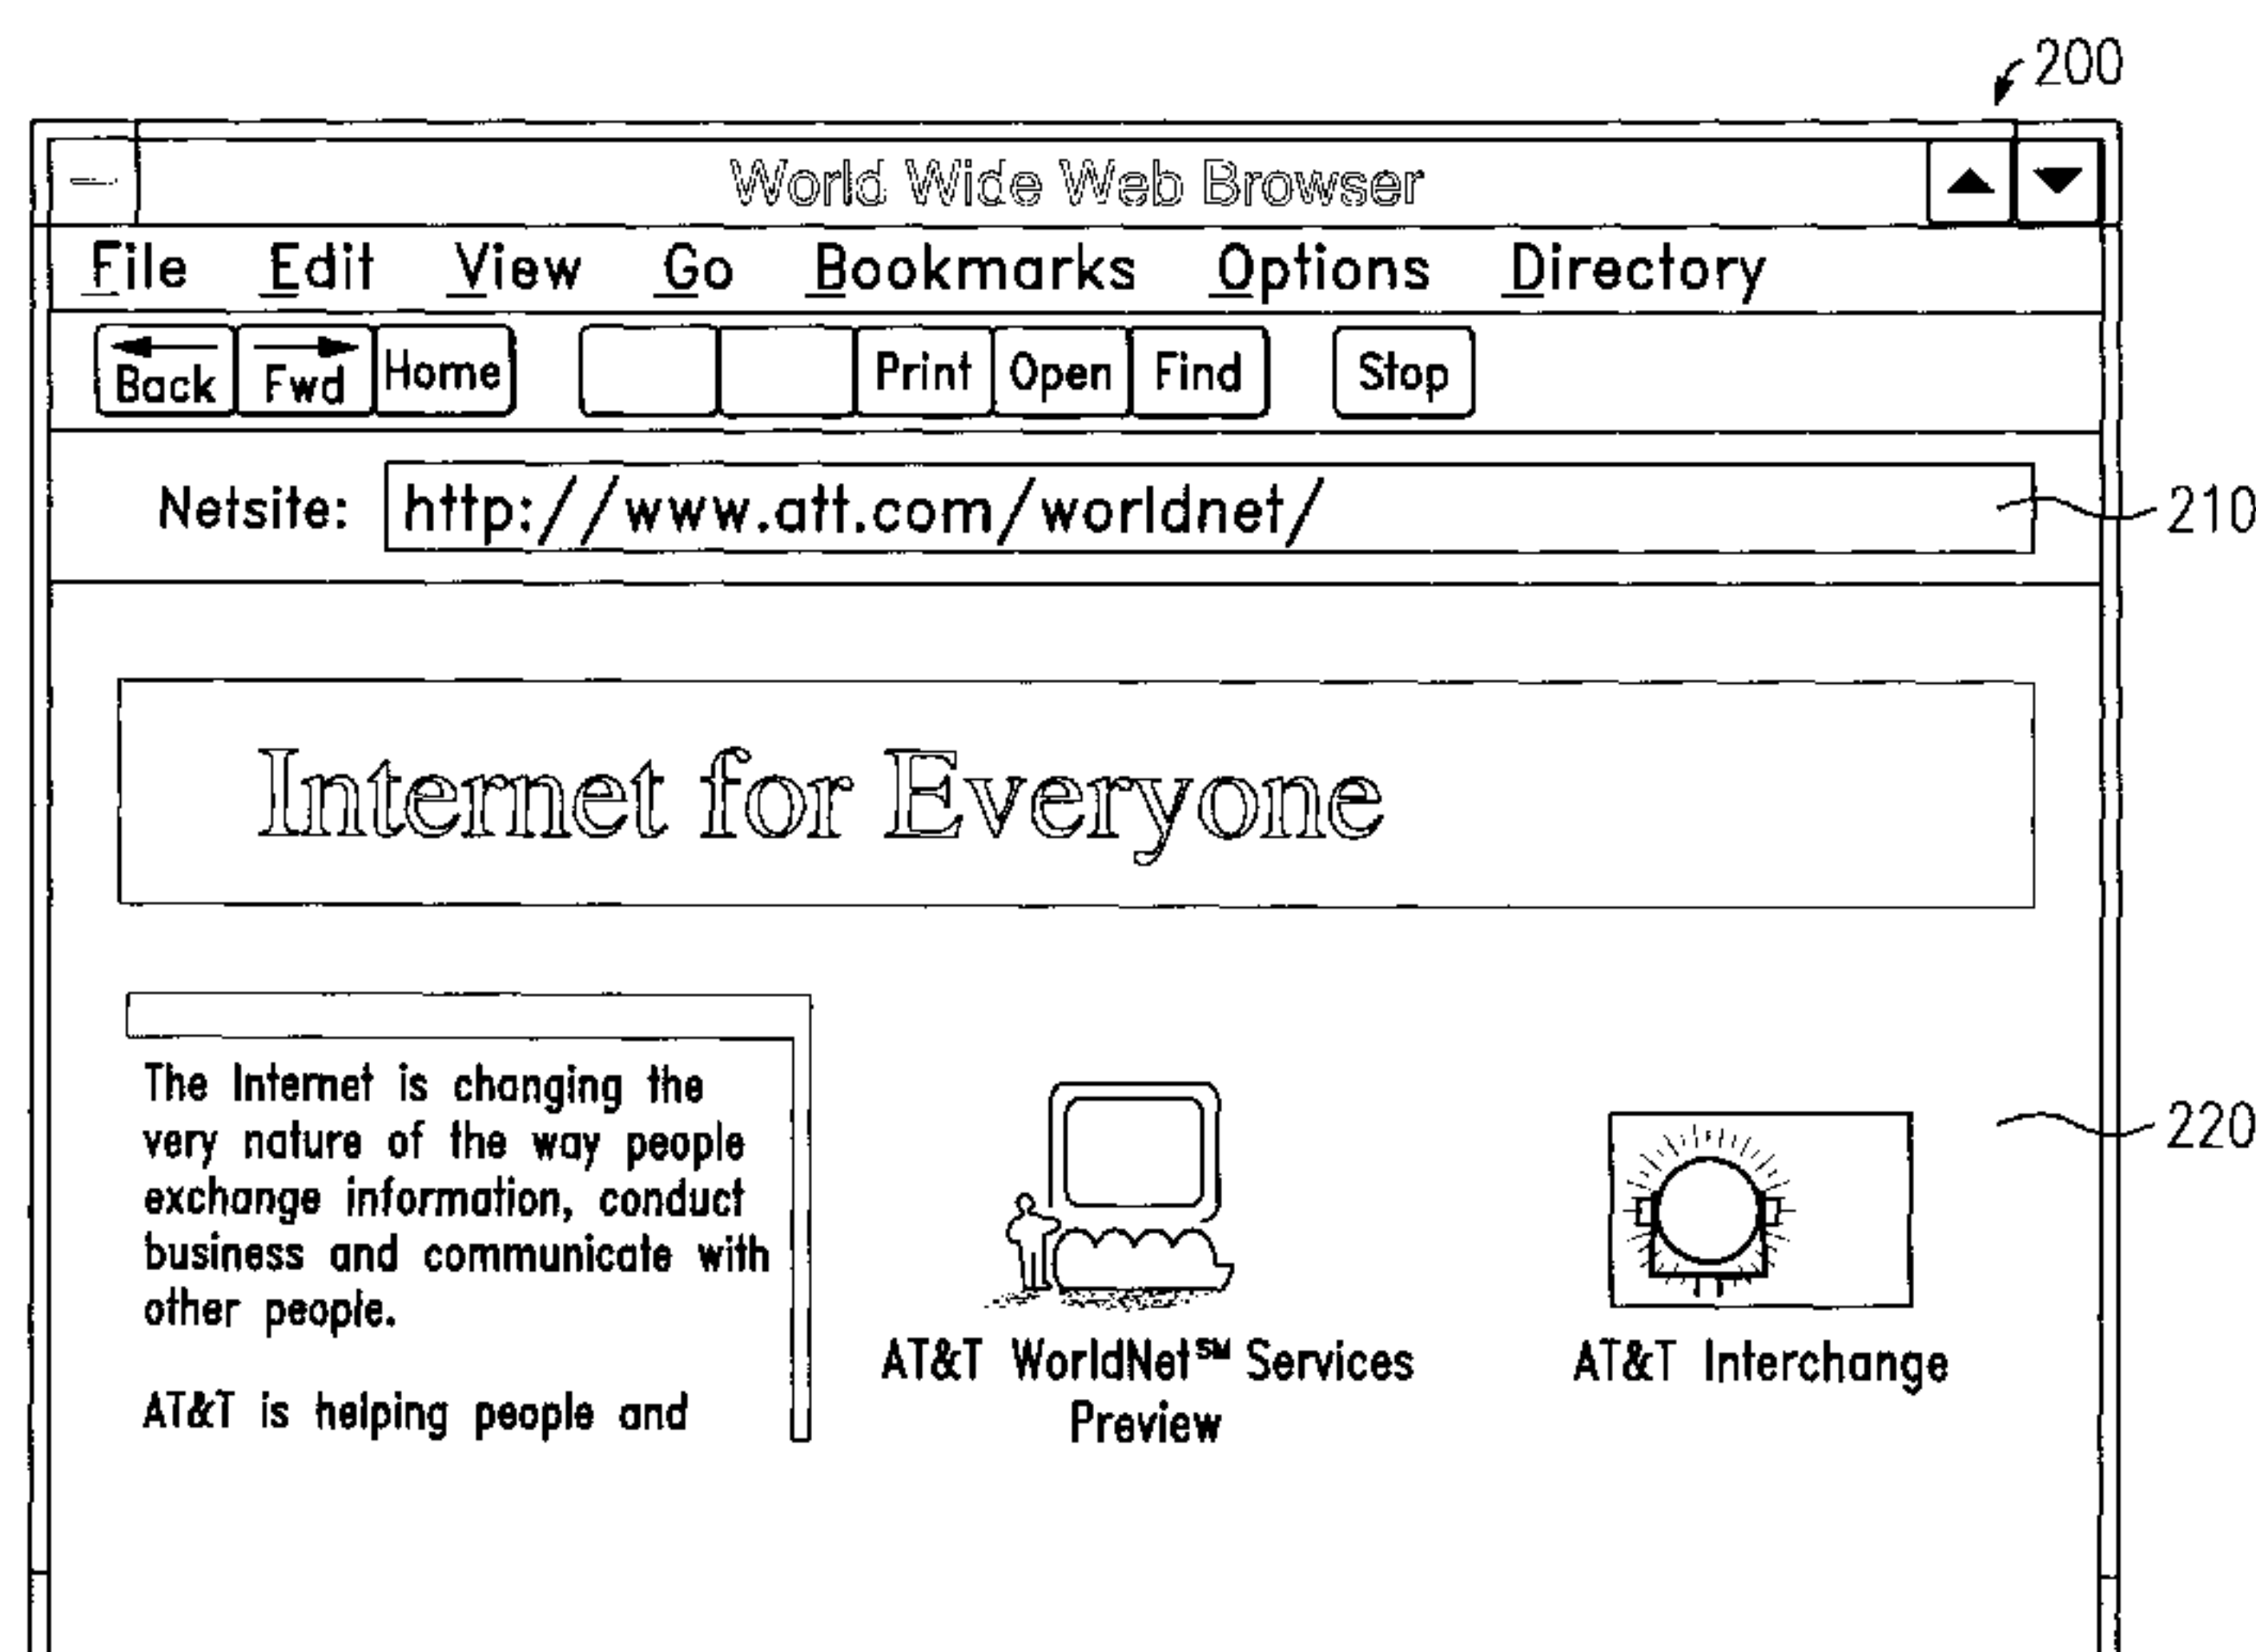 200
World Wide Web Browser
File Edit View Go Bookmarks Options Directory
Back Fwd Home Print Open Find Stop
Netsite: http://www.att.com/worldnet/ 210
Internet for Everyone
The Internet is changing the
very nature of the way people
exchange information, conduct
business and communicate with
other people.
AT&T is helping people and
AT&T WorldNet℠ Services
Preview
AT&T Interchange
220